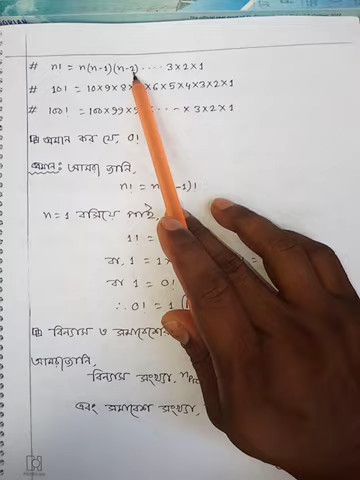 # n! = n(n-1)(n-2) .... 3×2×1
# 10! = 10×9×8× ×6×5×4×3×2×1
# 100! = 100×99×9 ... - ×3×2×1
প্রমাণ কর যে, 0!
প্রমাণ: আমরা জানি,
n! = n( -1)!
n=1 বসিয়ে পাই,
1! =
বা, 1 = 1×
বা 1 = 0!
∴ 0! = 1
বিন্যাস ও সমাবেশের
আমরা জানি,
বিন্যাস সংখ্যা,
এবং সমাবেশ সংখ্যা,